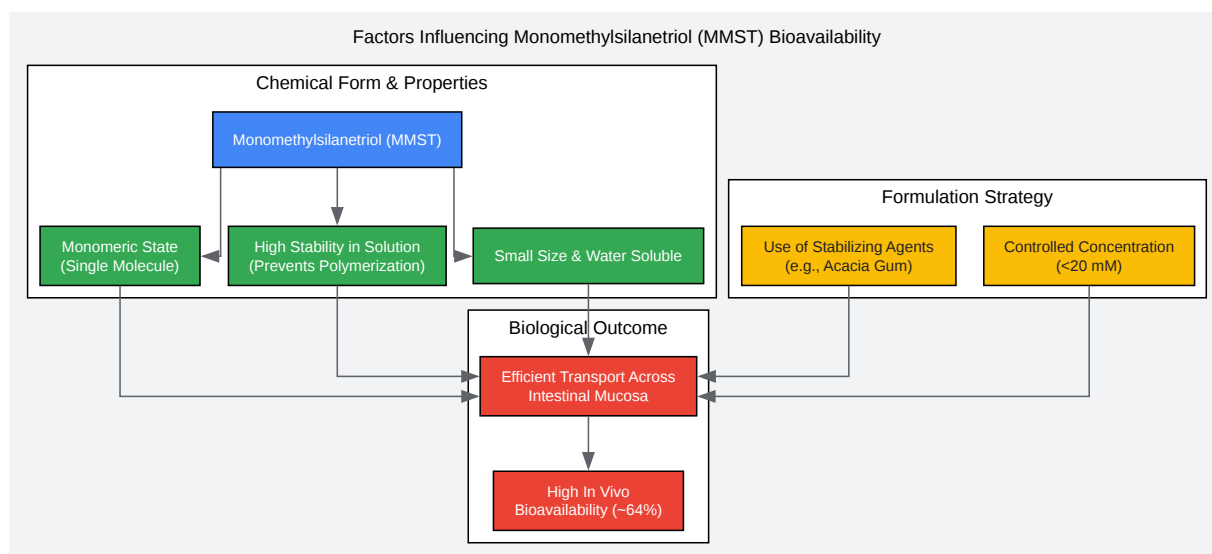 Factors Influencing Monomethylsilanetriol (MMST) Bioavailability
Chemical Form & Properties
Monomethylsilanetriol (MMST)
Monomeric State
(Single Molecule)
High Stability in Solution
(Prevents Polymerization)
Small Size & Water Soluble
Formulation Strategy
Use of Stabilizing Agents
(e.g., Acacia Gum)
Controlled Concentration
(<20 mM)
Biological Outcome
Efficient Transport Across
Intestinal Mucosa
High In Vivo
Bioavailability (~64%)